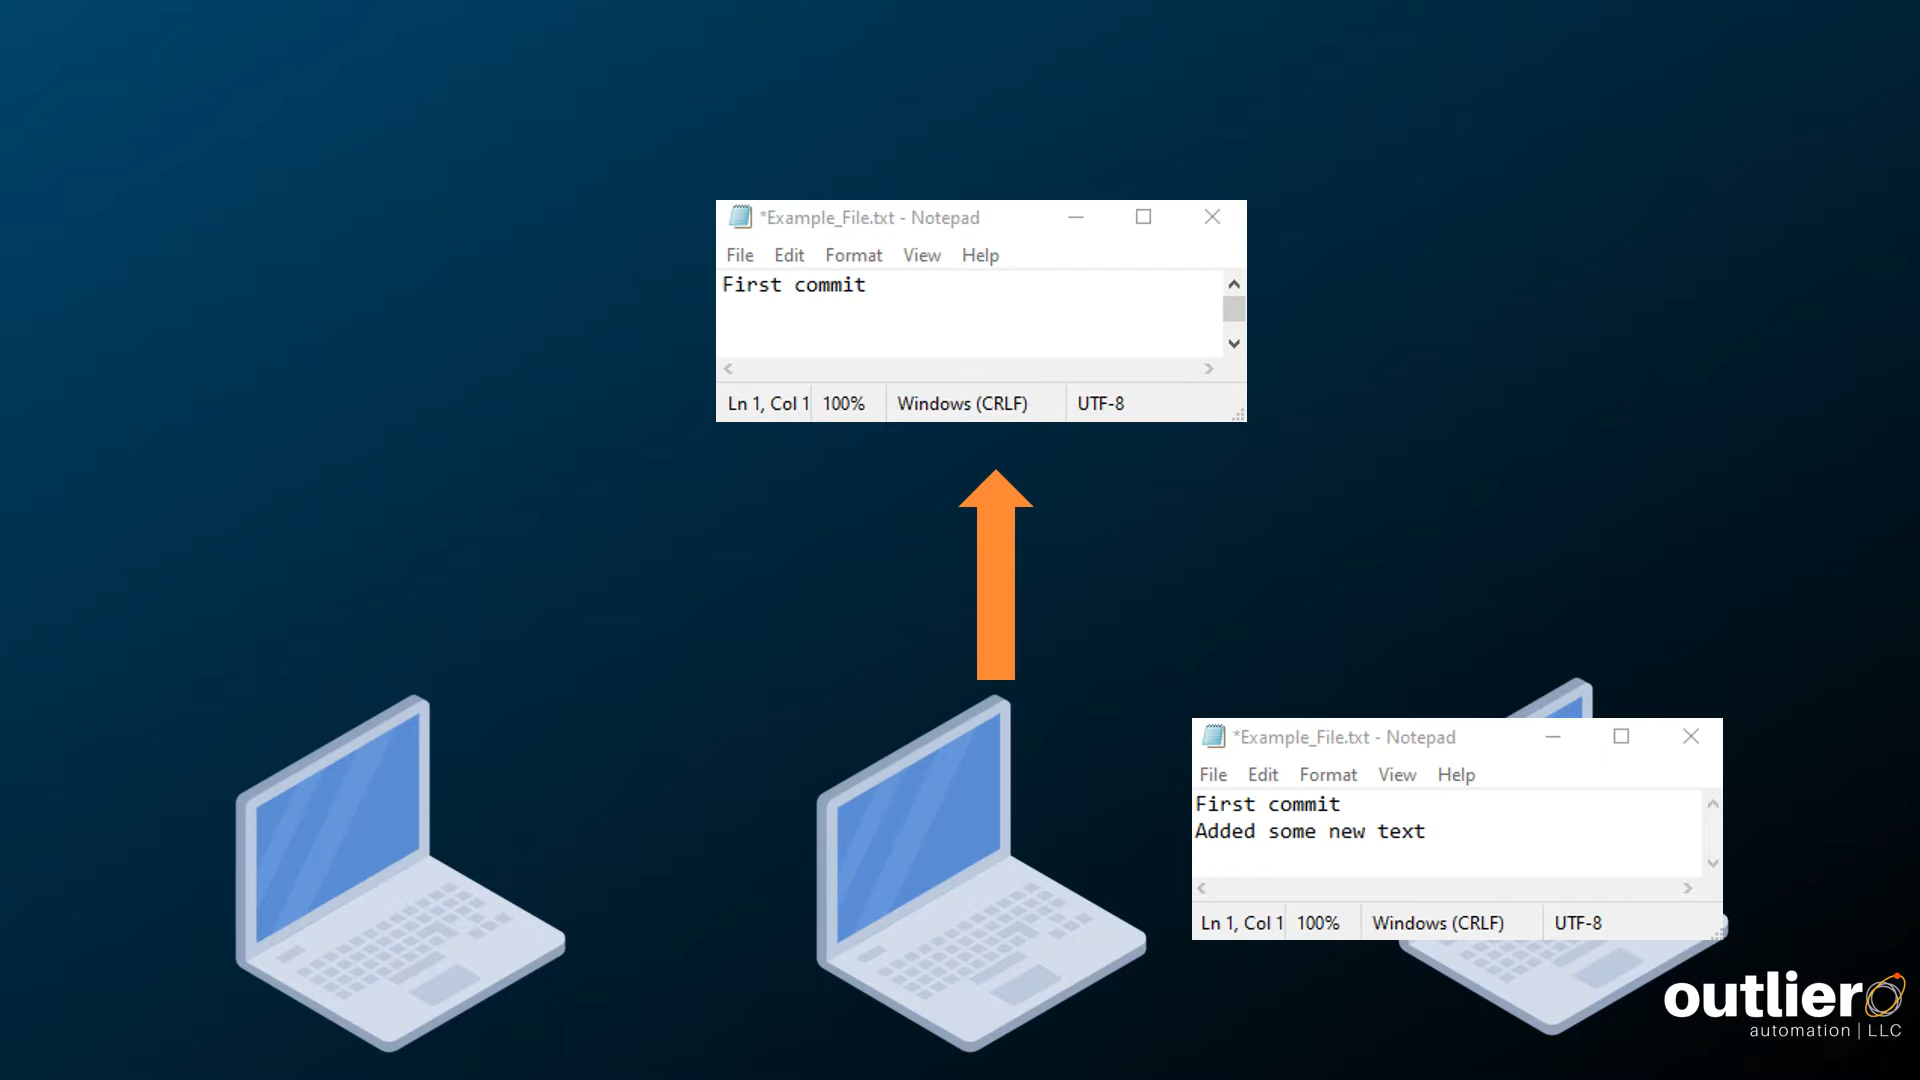 *Example_File.txt - Notepad
File Edit Format View Help
First commit
Ln 1, Col 1 100% Windows (CRLF) UTF-8
*Example_File.txt - Notepad
File Edit Format View Help
First commit
Added some new text
Ln 1, Col 1 100% Windows (CRLF) UTF-8
outlier
automation | LLC